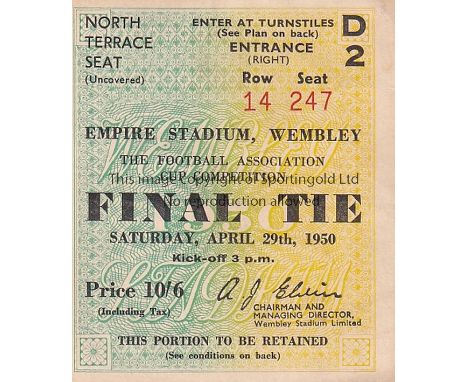 NORTH
TERRACE
SEAT
(Uncovered)
ENTER AT TURNSTILES
(See Plan on back)
ENTRANCE
(RIGHT)
D
2
Row Seat
14 247
EMPIRE STADIUM, WEMBLEY
THE FOOTBALL ASSOCIATION
CUP COMPETITION
This image copyright of Sportingold Ltd
No reproduction allowed
FINAL TIE
SATURDAY, APRIL 29th, 1950
Kick-off 3 p.m.
Price 10/6
(Including Tax)
A J Elvin
CHAIRMAN AND
MANAGING DIRECTOR,
Wembley Stadium Limited
THIS PORTION TO BE RETAINED
(See conditions on back)